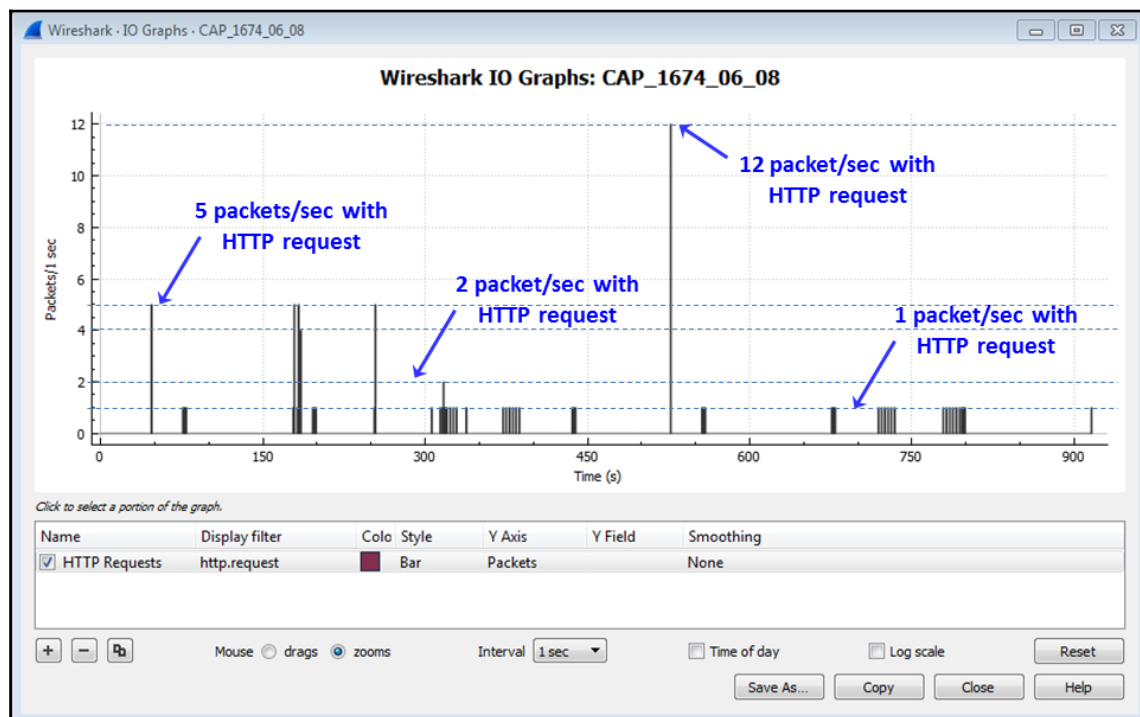 Wireshark · IO Graphs · CAP_1674_06_08
Wireshark IO Graphs: CAP_1674_06_08
12
10
8
6
4
2
0
Packets/1 sec
5 packets/sec with
HTTP request
2 packet/sec with
HTTP request
12 packet/sec with
HTTP request
1 packet/sec with
HTTP request
0 150 300 450 600 750 900
Time (s)
Click to select a portion of the graph.
Name Display filter Colo Style Y Axis Y Field Smoothing
HTTP Requests http.request Bar Packets None
Mouse drags zooms Interval 1 sec Time of day Log scale Reset
Save As... Copy Close Help